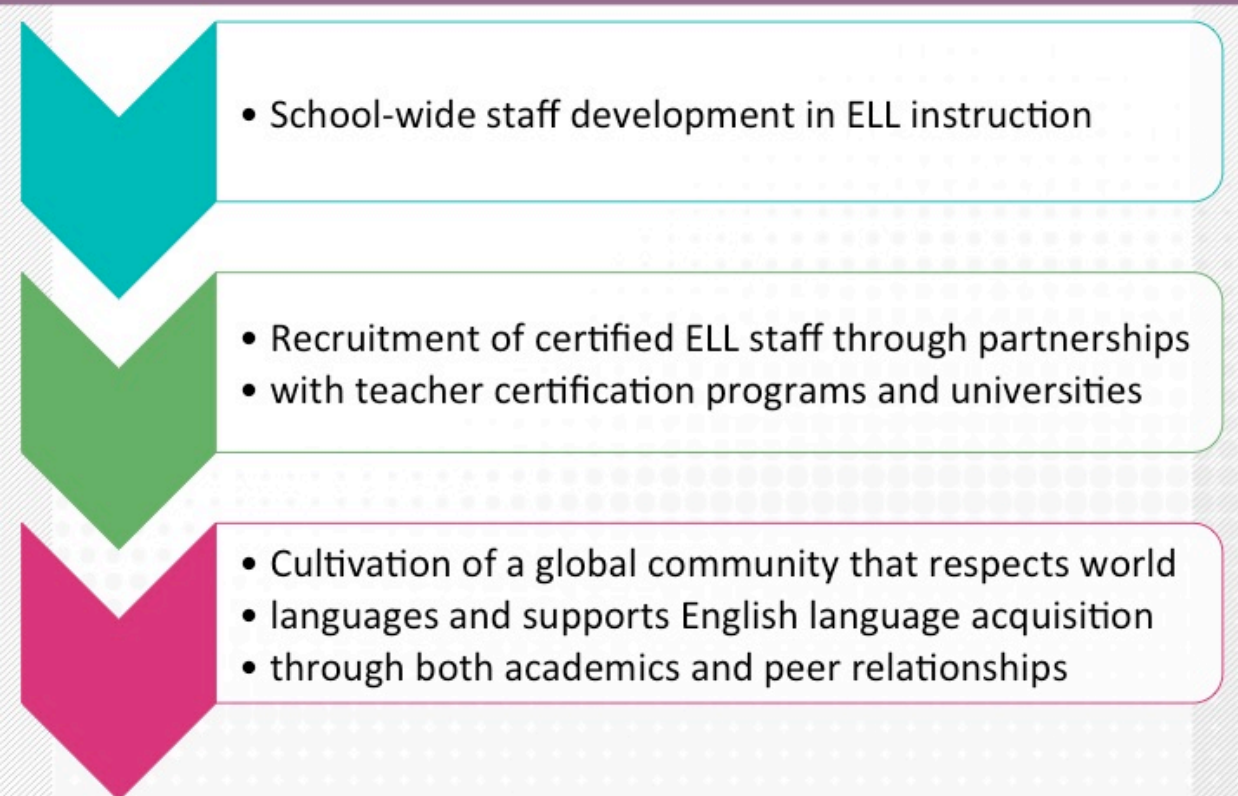 • School-wide staff development in ELL instruction
• Recruitment of certified ELL staff through partnerships
• with teacher certification programs and universities
• Cultivation of a global community that respects world
• languages and supports English language acquisition
• through both academics and peer relationships